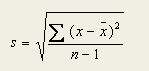 s = √(∑ (x − x̄)² / (n − 1))